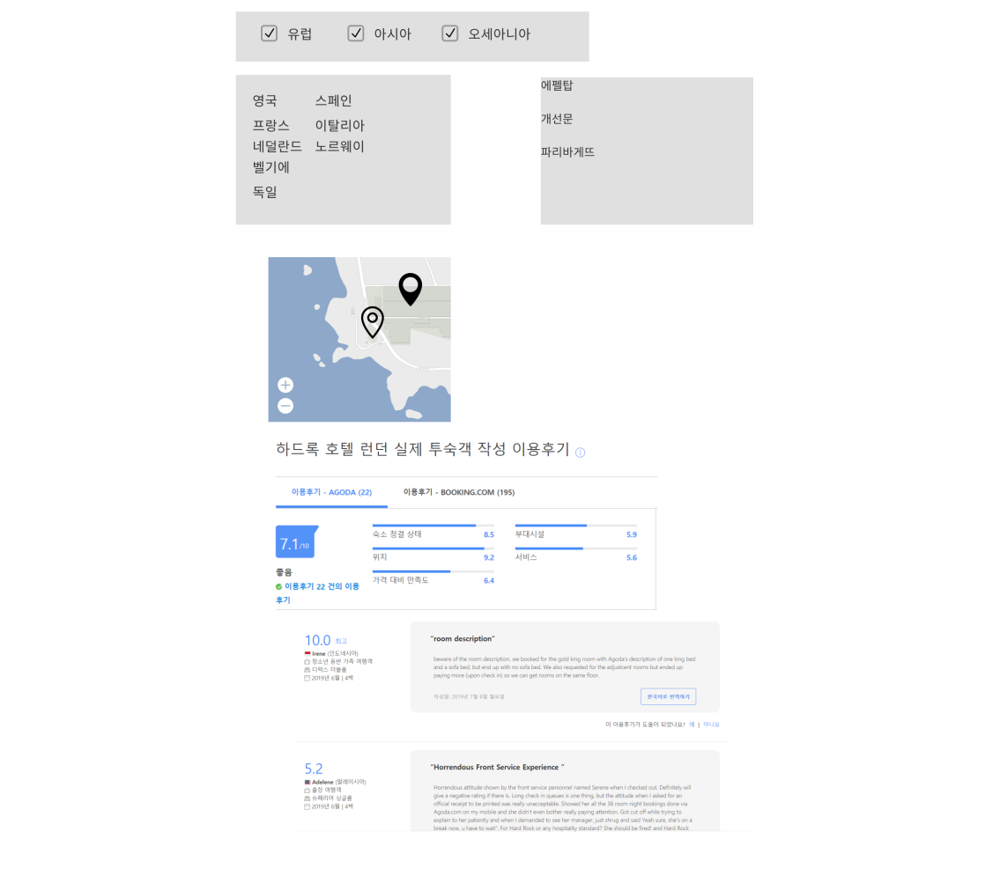 유럽 아시아 오세아니아
영국 스페인
프랑스 이탈리아
네덜란드 노르웨이
벨기에
독일
에펠탑
개선문
파리바게뜨
하드록 호텔 런던 실제 투숙객 작성 이용후기
이용후기 - AGODA (22) 이용후기 - BOOKING.COM (195)
7.1/10
좋음
이용후기 22 건의 이용
후기
숙소 청결 상태 8.5
부대시설 5.9
위치 9.2
서비스 5.6
가격 대비 만족도 6.4
10.0 최고
Irene (인도네시아)
청소년 동반 가족 여행객
디럭스 더블룸
2019년 6월 | 4박
"room description"
beware of the room description, we booked for the gold king room with Agoda's description of one king bed
and a sofa bed, but end up with no sofa bed. We also requested for the adjustcent rooms but ended up
paying more (upon check in) so we can get rooms on the same floor.
작성일: 2019년 7월 8일 월요일
한국어로 번역하기
이 이용후기가 도움이 되었나요? 예 | 아니요
5.2
Adelene (말레이시아)
출장 여행객
슈페리어 싱글룸
2019년 6월 | 4박
"Horrendous Front Service Experience "
Horrendous attitude shown by the front service personnel named Serene when I checked out. Definitely will
give a negative rating if there is. Long check in queues is one thing, but the attitude when I asked for an
official receipt to be printed was really unacceptable. Showed her all the 38 room night bookings done via
Agoda.com on my mobile and she didn't even bother really paying attention. Got cut off while trying to
explain to her patiently and when I demanded to see her manager, just shrug and said Yeah sure, she's on a
break now, u have to wait". For Hard Rock or any hospitality standard? She should be fired! and Hard Rock